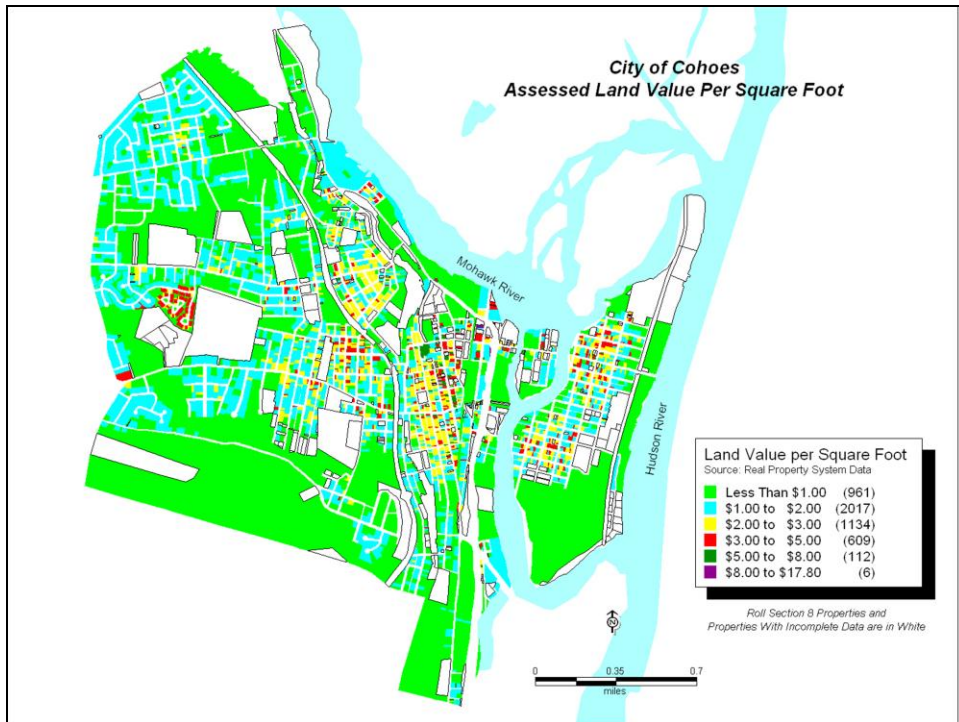 City of Cohoes
Assessed Land Value Per Square Foot
Mohawk River
Hudson River
Land Value per Square Foot
Source: Real Property System Data
Less Than $1.00 (961)
$1.00 to $2.00 (2017)
$2.00 to $3.00 (1134)
$3.00 to $5.00 (609)
$5.00 to $8.00 (112)
$8.00 to $17.80 (6)
Roll Section 8 Properties and
Properties With Incomplete Data are in White
N
0 0.35 0.7
miles